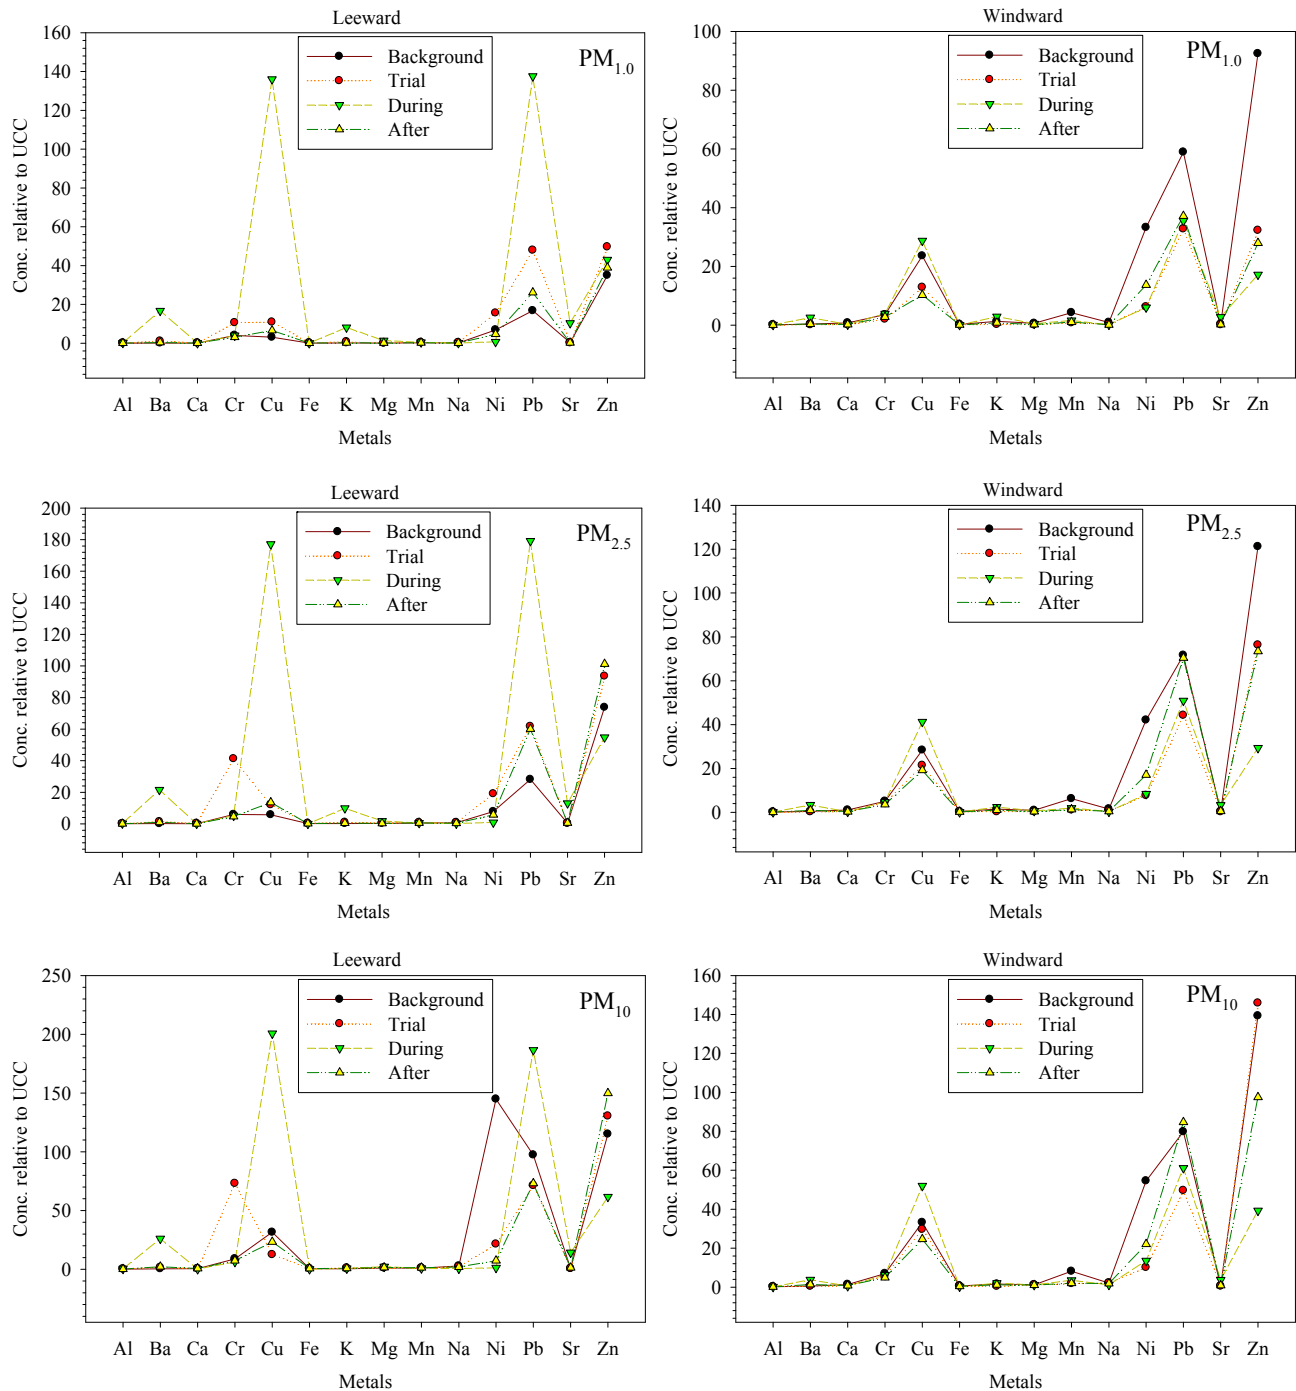 Leeward
PM1.0
Background
Trial
During
After
160
140
120
100
80
60
40
20
0
Conc. relative to UCC
Al Ba Ca Cr Cu Fe K Mg Mn Na Ni Pb Sr Zn
Metals
Windward
PM1.0
Background
Trial
During
After
100
80
60
40
20
0
Conc. relative to UCC
Al Ba Ca Cr Cu Fe K Mg Mn Na Ni Pb Sr Zn
Metals
Leeward
PM2.5
Background
Trial
During
After
200
180
160
140
120
100
80
60
40
20
0
Conc. relative to UCC
Al Ba Ca Cr Cu Fe K Mg Mn Na Ni Pb Sr Zn
Metals
Windward
PM2.5
Background
Trial
During
After
140
120
100
80
60
40
20
0
Conc. relative to UCC
Al Ba Ca Cr Cu Fe K Mg Mn Na Ni Pb Sr Zn
Metals
Leeward
PM10
Background
Trial
During
After
250
200
150
100
50
0
Conc. relative to UCC
Al Ba Ca Cr Cu Fe K Mg Mn Na Ni Pb Sr Zn
Metals
Windward
PM10
Background
Trial
During
After
160
140
120
100
80
60
40
20
0
Conc. relative to UCC
Al Ba Ca Cr Cu Fe K Mg Mn Na Ni Pb Sr Zn
Metals